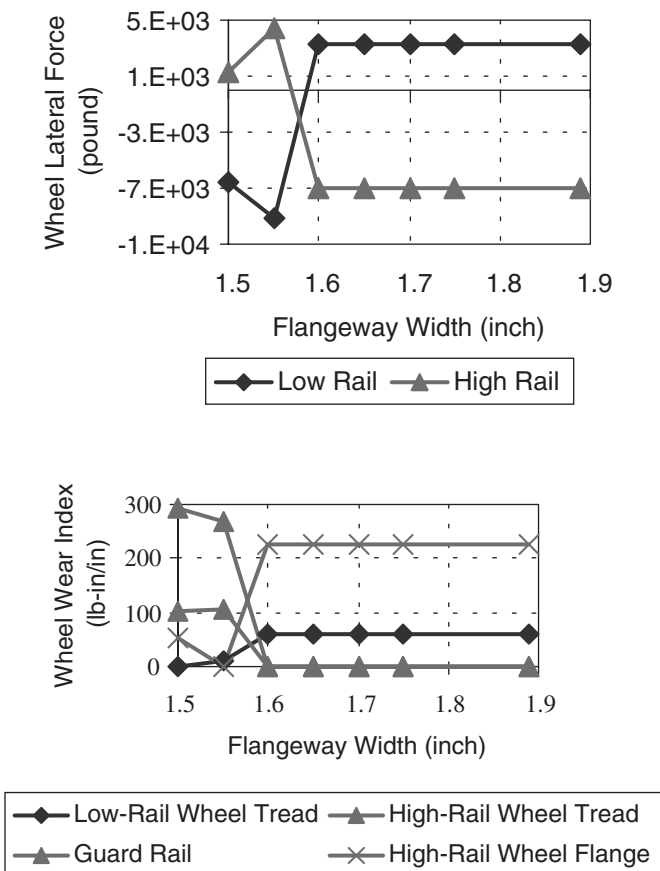 5.E+03
1.E+03
-3.E+03
-7.E+03
-1.E+04
Wheel Lateral Force
(pound)
1.5 1.6 1.7 1.8 1.9
Flangeway Width (inch)
Low Rail High Rail
300
200
100
0
Wheel Wear Index
(lb-in/in)
1.5 1.6 1.7 1.8 1.9
Flangeway Width (inch)
Low-Rail Wheel Tread High-Rail Wheel Tread
Guard Rail High-Rail Wheel Flange